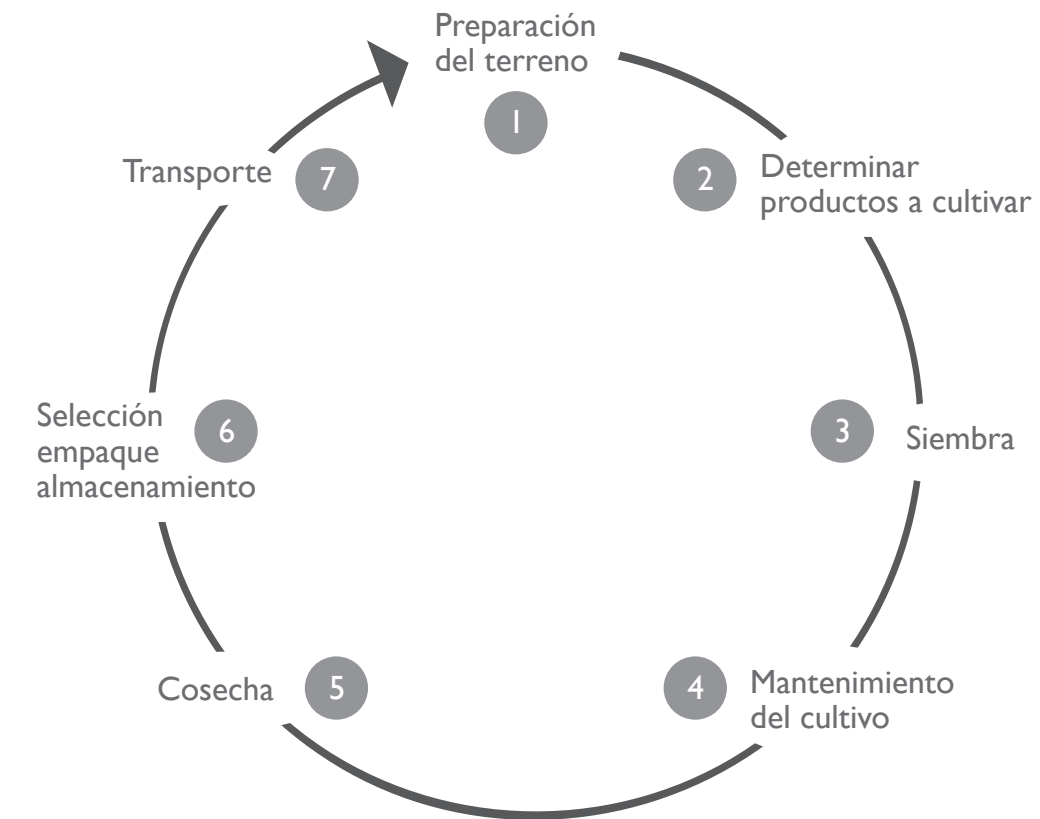 Preparación
del terreno
1
2
Determinar
productos a cultivar
3
Siembra
4
Mantenimiento
del cultivo
5
Cosecha
6
Selección
empaque
almacenamiento
7
Transporte